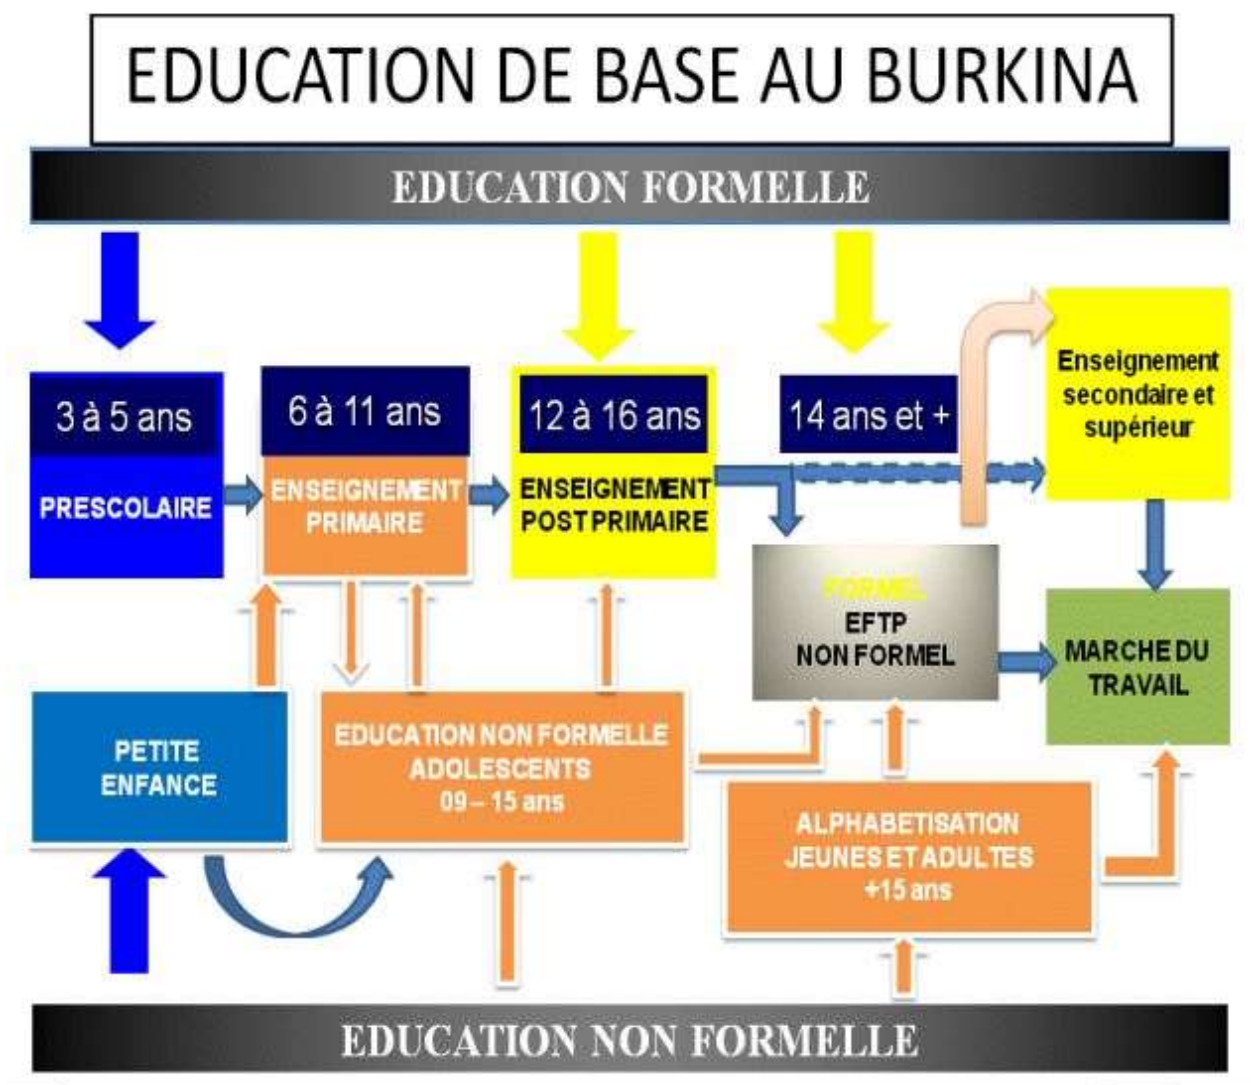 EDUCATION DE BASE AU BURKINA
EDUCATION FORMELLE
3 à 5 ans
PRESCOLAIRE
6 à 11 ans
ENSEIGNEMENT
PRIMAIRE
12 à 16 ans
ENSEIGNEMENT
POST PRIMAIRE
14 ans et +
Enseignement
secondaire et
supérieur
FORMEL
EFTP
NON FORMEL
MARCHE DU
TRAVAIL
PETITE
ENFANCE
EDUCATION NON FORMELLE
ADOLESCENTS
09 – 15 ans
ALPHABETISATION
JEUNES ET ADULTES
+15 ans
EDUCATION NON FORMELLE